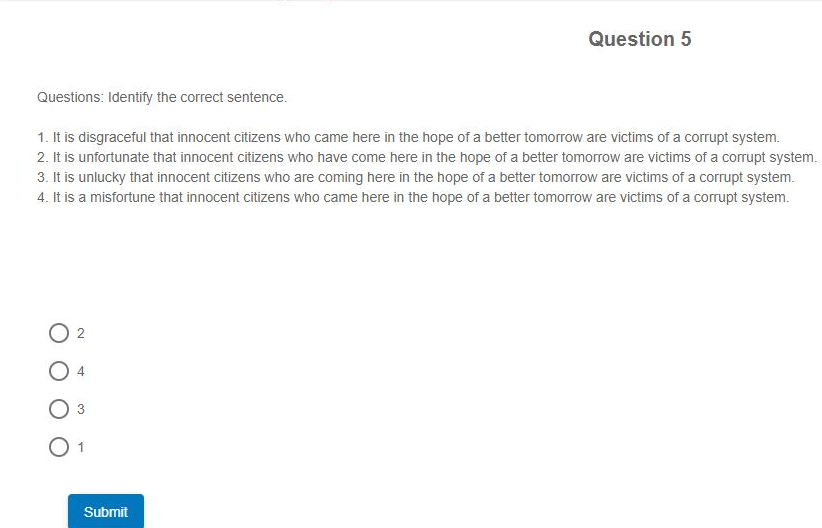 Question 5
Questions: Identify the correct sentence.
1. It is disgraceful that innocent citizens who came here in the hope of a better tomorrow are victims of a corrupt system.
2. It is unfortunate that innocent citizens who have come here in the hope of a better tomorrow are victims of a corrupt system.
3. It is unlucky that innocent citizens who are coming here in the hope of a better tomorrow are victims of a corrupt system.
4. It is a misfortune that innocent citizens who came here in the hope of a better tomorrow are victims of a corrupt system.
2
4
3
1
Submit